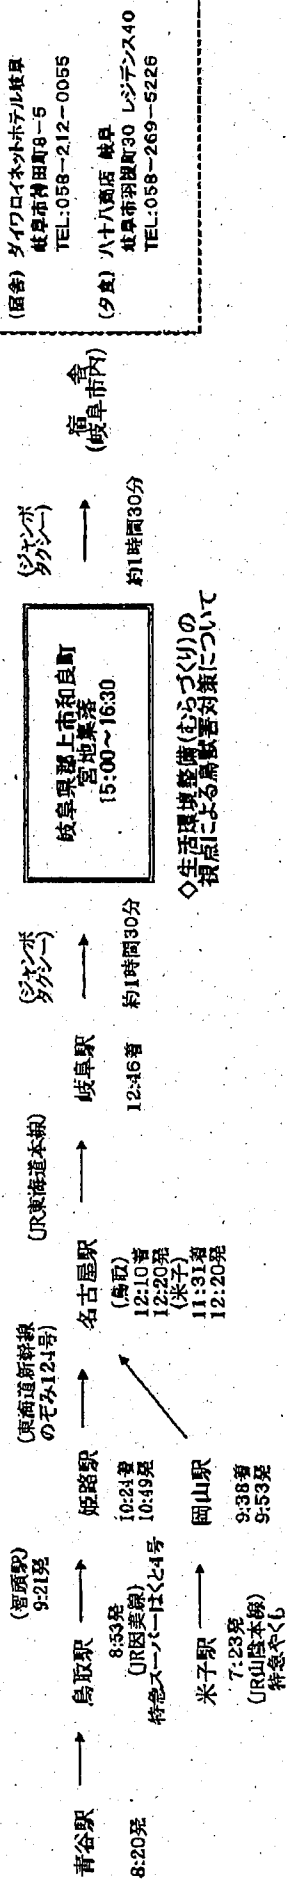 青谷駅
8:20発
→
鳥取駅
8:53発
(JR因美線)
特急スーパーはくと4号
(智頭駅)
9:21発
→
姫路駅
10:24着
10:49発
(東海道新幹線
のぞみ124号)
→
米子駅
7:23発
(JR山陰本線)
特急やくも
→
岡山駅
9:38着
9:53発
名古屋駅
(鳥取)
12:10着
12:20発
(米子)
11:31着
12:20発
(JR東海道本線)
→
岐阜駅
12:46着
(ジャンボ
タクシー)
→
約1時間30分
岐阜県郡上市和良町
宮地集落
15:00~16:30
◇生活環境整備(むらづくり)の
視点による鳥獣害対策について
(ジャンボ
タクシー)
→
約1時間30分
宿舎
(岐阜市内)
(宿舎) ダイワロイネットホテル岐阜
岐阜市神田町8-5
TEL:058-212-0055
(夕食) 八十八商店 岐阜
岐阜市羽根町30 レジデンス40
TEL:058-269-5226